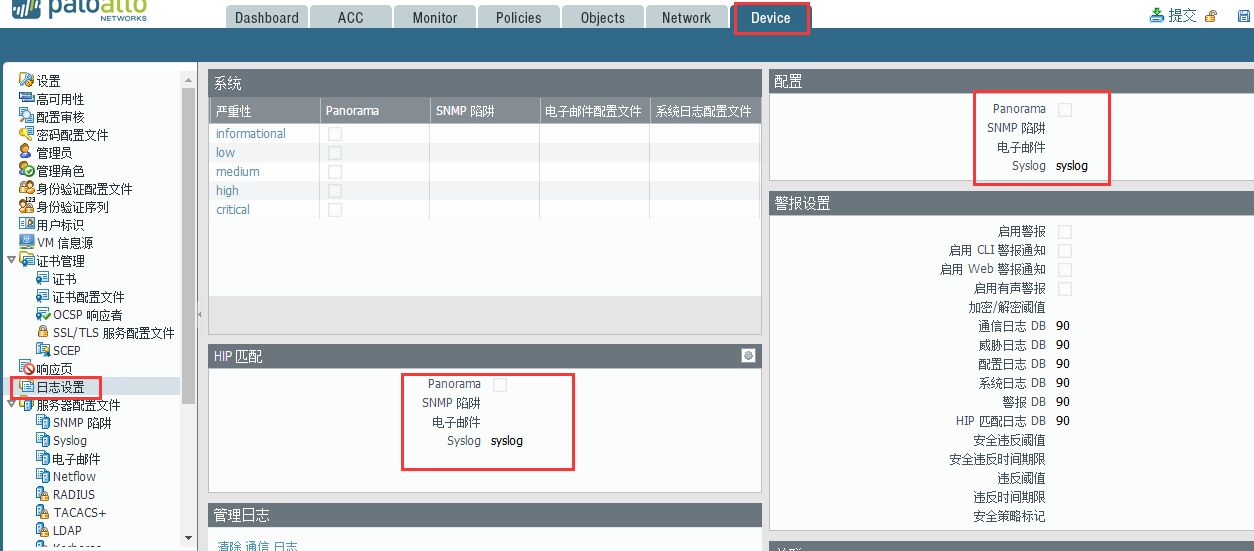 paloalto
NETWORKS
Dashboard
ACC
Monitor
Policies
Objects
Network
Device
提交
设置
高可用性
配置审核
密码配置文件
管理员
管理角色
身份验证配置文件
身份验证序列
用户标识
VM 信息源
证书管理
证书
证书配置文件
OCSP 响应者
SSL/TLS 服务配置文件
SCEP
响应页
日志设置
服务器配置文件
SNMP 陷阱
Syslog
电子邮件
Netflow
RADIUS
TACACS+
LDAP
Kerberos
系统
严重性 Panorama SNMP 陷阱 电子邮件配置文件 系统日志配置文件
informational
low
medium
high
critical
HIP 匹配
Panorama
SNMP 陷阱
电子邮件
Syslog syslog
管理日志
清除 通信 日志
配置
Panorama
SNMP 陷阱
电子邮件
Syslog syslog
警报设置
启用警报
启用 CLI 警报通知
启用 Web 警报通知
启用有声警报
加密/解密阈值
通信日志 DB 90
威胁日志 DB 90
配置日志 DB 90
系统日志 DB 90
警报 DB 90
HIP 匹配日志 DB 90
安全违反阈值
安全违反时间期限
违反阈值
违反时间期限
安全策略标记